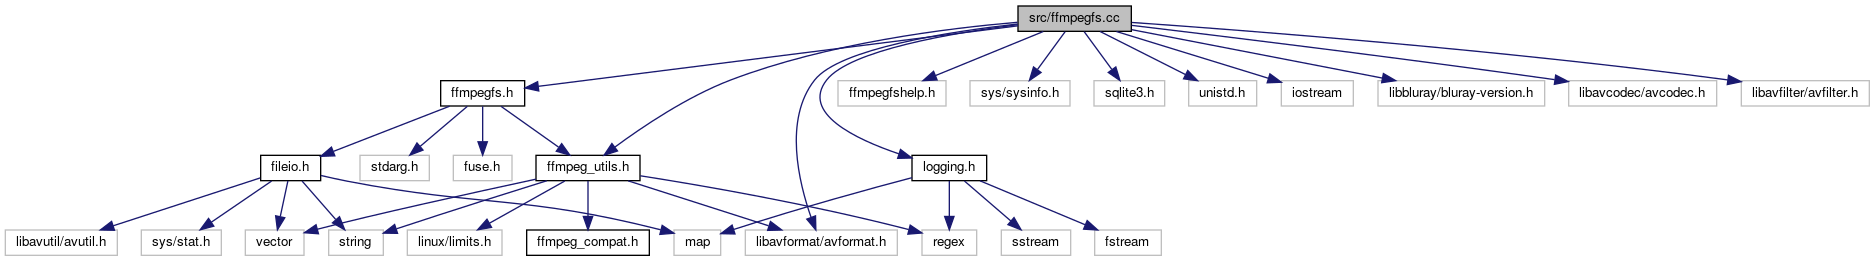 src/ffmpegfs.cc
ffmpegfs.h
ffmpegfshelp.h
sys/sysinfo.h
sqlite3.h
unistd.h
iostream
libbluray/bluray-version.h
libavcodec/avcodec.h
libavfilter/avfilter.h
fileio.h
stdarg.h
fuse.h
ffmpeg_utils.h
logging.h
libavutil/avutil.h
sys/stat.h
vector
string
linux/limits.h
ffmpeg_compat.h
map
libavformat/avformat.h
regex
sstream
fstream